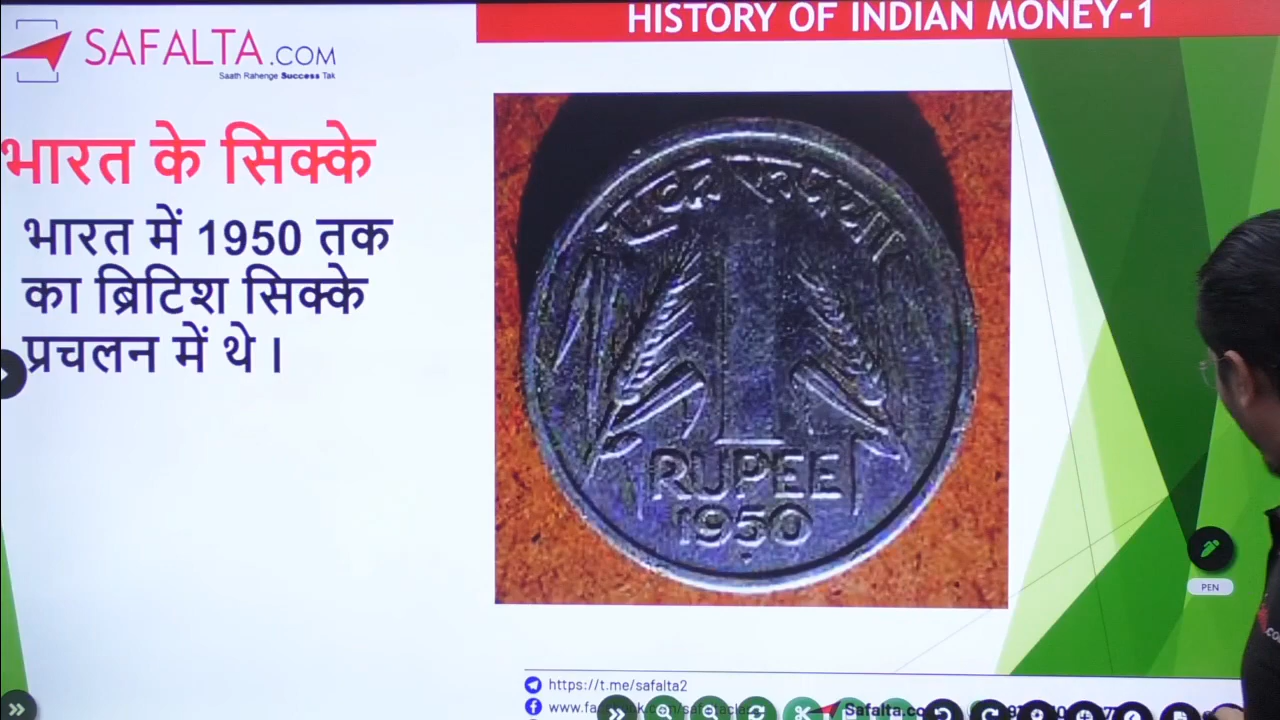 HISTORY OF INDIAN MONEY-1
SAFALTA.COM
Saath Rahenge Success Tak
भारत के सिक्के
भारत में 1950 तक
का ब्रिटिश सिक्के
प्रचलन में थे ।
एक रुपया
1
RUPEE
1950
PEN
https://t.me/safalta2